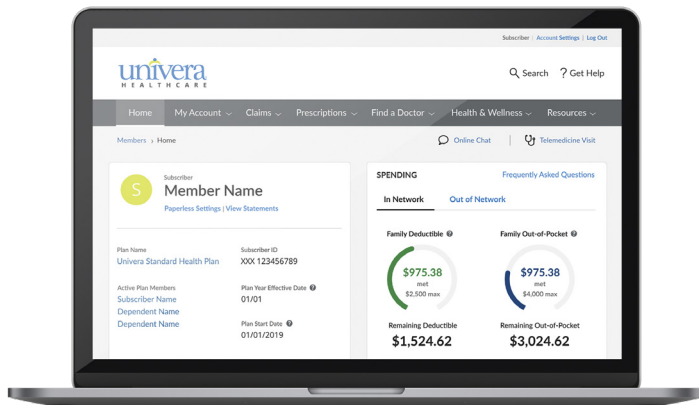 Subscriber | Account Settings | Log Out
univera
HEALTHCARE
Search ? Get Help
Home My Account Claims Prescriptions Find a Doctor Health & Wellness Resources
Members > Home
Online Chat | Telemedicine Visit
S
Subscriber
Member Name
Paperless Settings | View Statements
Plan Name
Univera Standard Health Plan
Subscriber ID
XXX 123456789
Active Plan Members
Subscriber Name
Dependent Name
Dependent Name
Plan Year Effective Date ?
01/01
Plan Start Date ?
01/01/2019
SPENDING
Frequently Asked Questions
In Network Out of Network
Family Deductible ?
$975.38
met
$2,500 max
Remaining Deductible
$1,524.62
Family Out-of-Pocket ?
$975.38
met
$4,000 max
Remaining Out-of-Pocket
$3,024.62